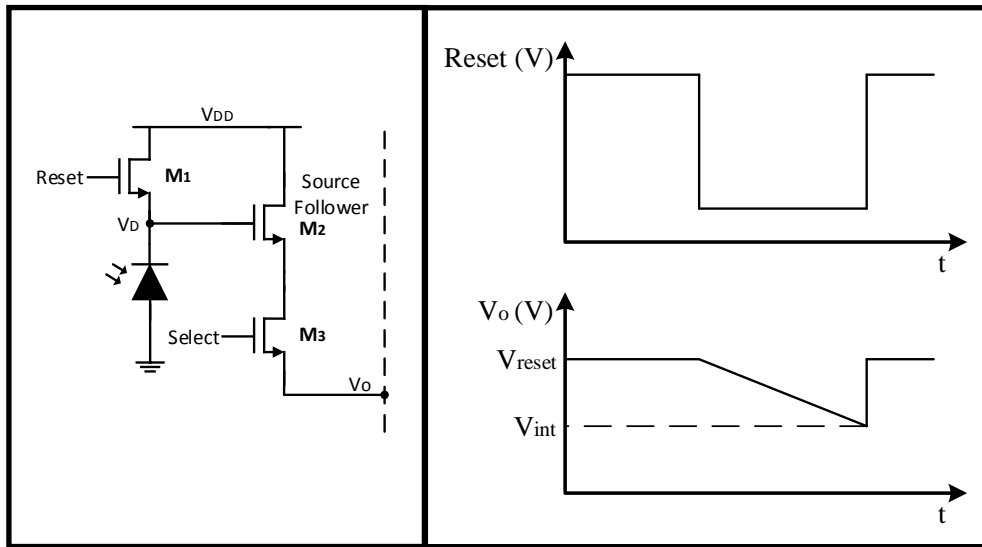 VDD
Reset
M1
Source
Follower
VD
M2
Select
M3
Vo
Reset (V)
t
Vo (V)
Vreset
Vint
t